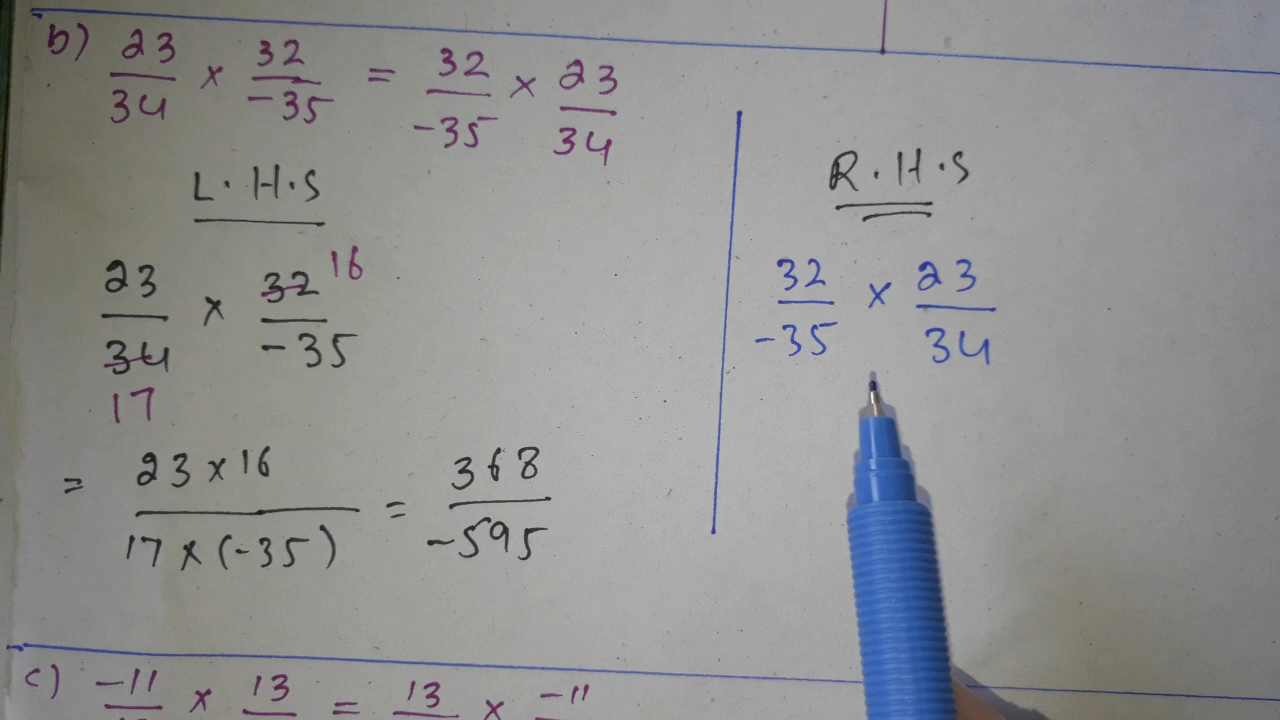 b) 23/34 × 32/-35 = 32/-35 × 23/34
L.H.S
23/34 × 32/-35
16
17
= 23 × 16 / 17 × (-35) = 368/-595
R.H.S
32/-35 × 23/34
c) -11 × 13 = 13 × -11